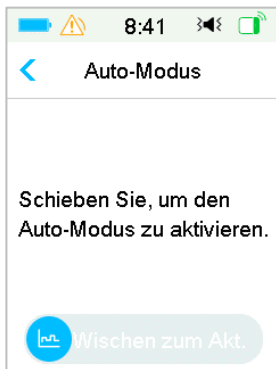 8:41
Auto-Modus
Schieben Sie, um den
Auto-Modus zu aktivieren.
Wischen zum Akt.